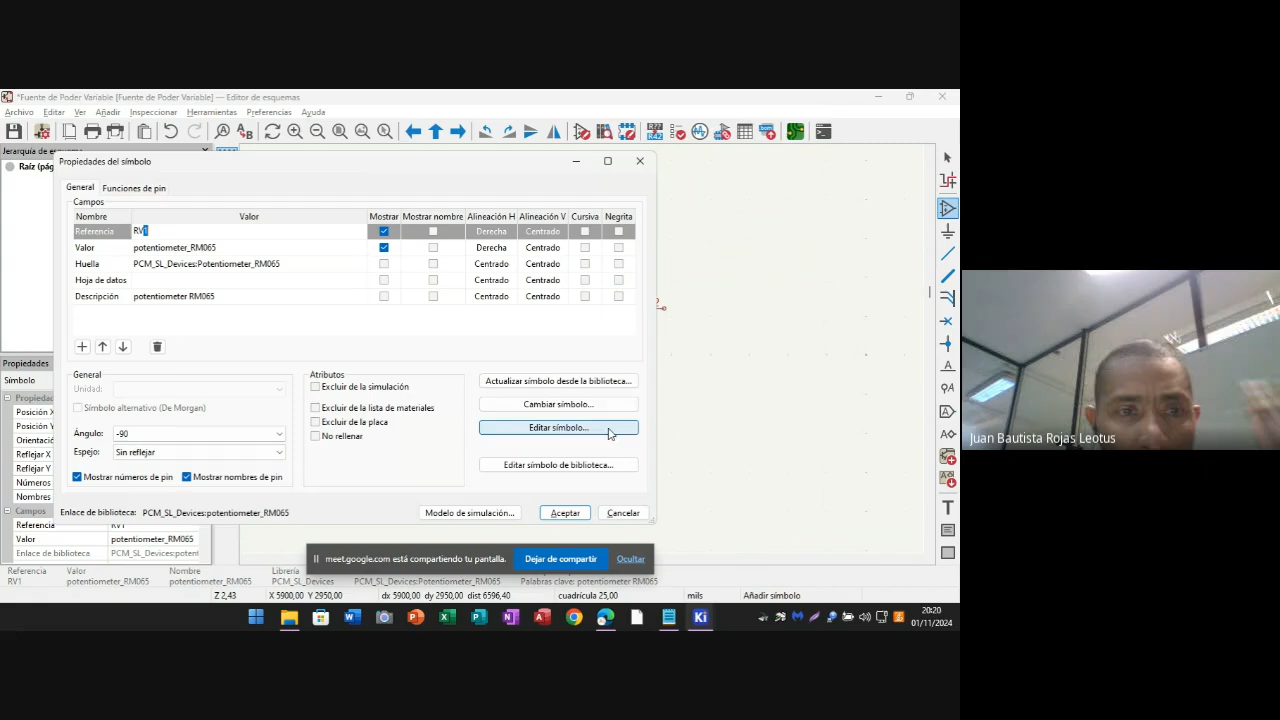 *Fuente de Poder Variable [Fuente de Poder Variable] — Editor de esquemas
Archivo Editar Ver Añadir Inspeccionar Herramientas Preferencias Ayuda
Jerarquía de
Raíz (pág
Propiedades del símbolo
General Funciones de pin
Campos
Nombre Valor Mostrar Mostrar nombre Alineación H Alineación V Cursiva Negrita
Referencia RV1 Derecha Centrado
Valor potentiometer_RM065 Derecha Centrado
Huella PCM_SL_Devices:Potentiometer_RM065 Centrado Centrado
Hoja de datos Centrado Centrado
Descripción potentiometer RM065 Centrado Centrado
General
Unidad:
Símbolo alternativo (De Morgan)
Ángulo: -90
Espejo: Sin reflejar
Mostrar números de pin Mostrar nombres de pin
Atributos
Excluir de la simulación
Excluir de la lista de materiales
Excluir de la placa
No rellenar
Actualizar símbolo desde la biblioteca...
Cambiar símbolo...
Editar símbolo...
Editar símbolo de biblioteca...
Enlace de biblioteca: PCM_SL_Devices:potentiometer_RM065 Modelo de simulación... Aceptar Cancelar
Propiedades
Símbolo
Propiedad
Posición X
Posición Y
Orientació
Reflejar X
Reflejar Y
Números
Nombres
Campos
Referencia RV1
Valor potentiometer_RM065
Enlace de biblioteca PCM_SL_Devices:potent
meet.google.com está compartiendo tu pantalla. Dejar de compartir Ocultar
Referencia Valor Nombre Librería
RV1 potentiometer_RM065 potentiometer_RM065 PCM_SL_Devices PCM_SL_Devices:Potentiometer_RM065 Palabras clave: potentiometer RM065
Z 2,43 X 5900,00 Y 2950,00 dx 5900,00 dy 2950,00 dist 6596,40 cuadrícula 25,00 mils Añadir símbolo
Ki
20:20
01/11/2024
Juan Bautista Rojas Leotus